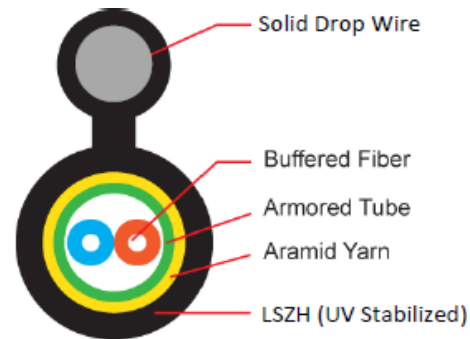 Solid Drop Wire
Buffered Fiber
Armored Tube
Aramid Yarn
LSZH (UV Stabilized)